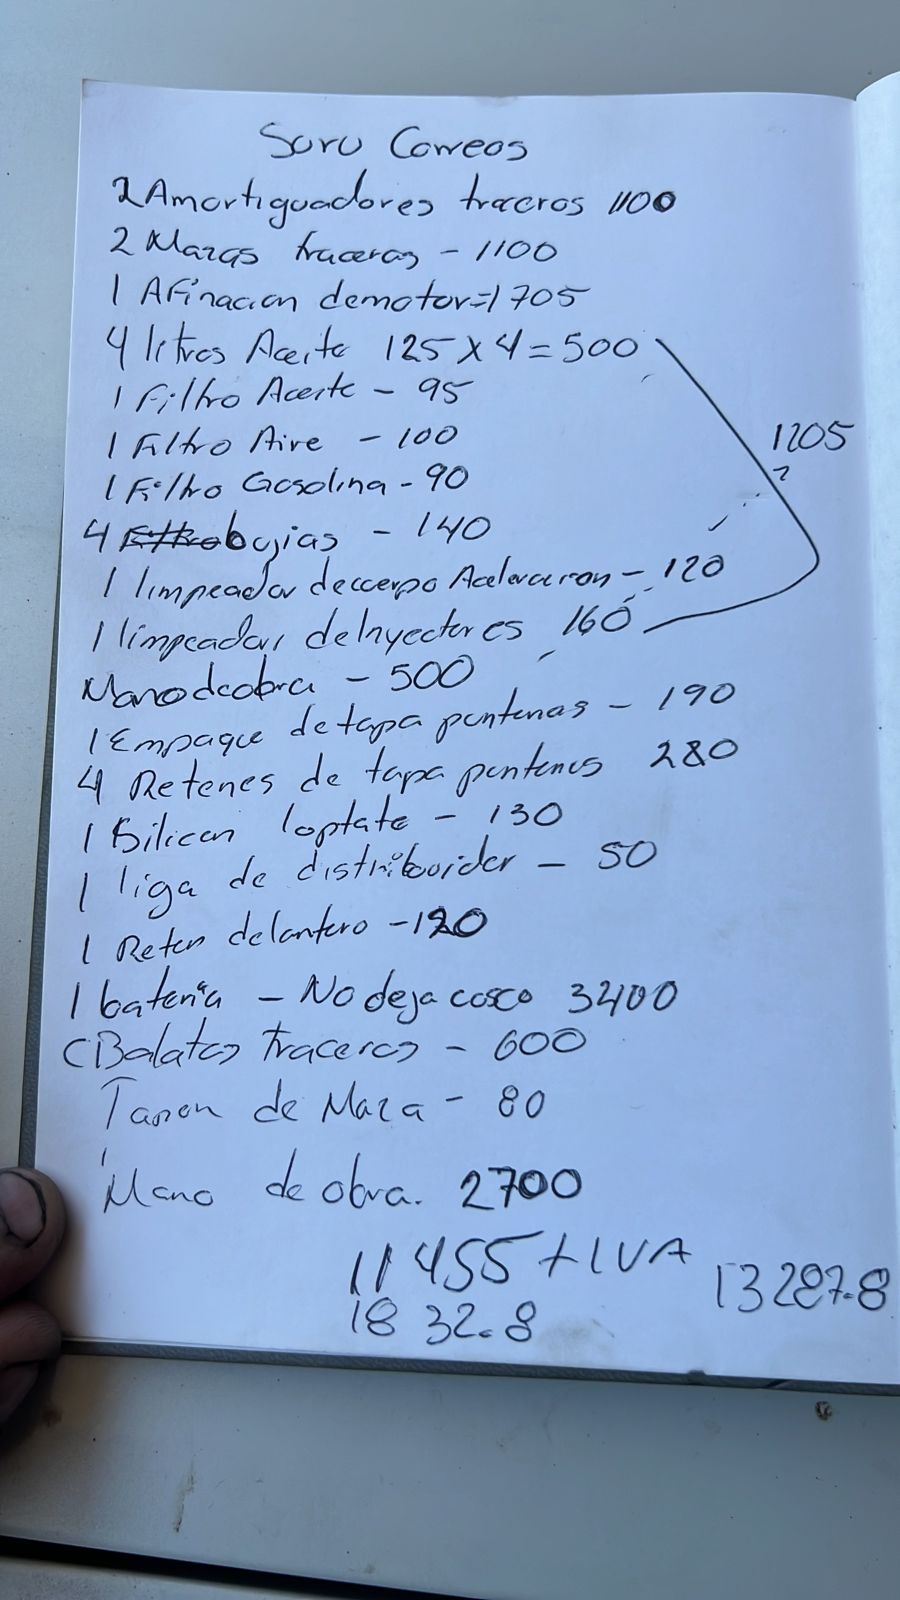 Suru Correos
2 Amortiguadores traceros 1100
2 Mazas traceras - 1100
1 Afinacion demotor=1705
4 litros Aceite 125 x 4 = 500
1 Filtro Aceite - 95
1205
1 Filtro Aire - 100
1 Filtro Gasolina - 90
4 bujias - 140
1 limpeador decuerpo Aceleracion - 120
1 limpeador deInyectores 160
Manodeobra - 500
1 Empaque de tapa puntenas - 190
4 Retenes de tapa puntenas 280
1 Silicon loptate - 130
1 liga de distribuider - 50
1 Reten delantero - 120
1 bateria - No deja casco 3400
Balatas traceras - 600
de Maza - 80
Mano de obra. 2700
11455 + IVA
13287.8
1832.8